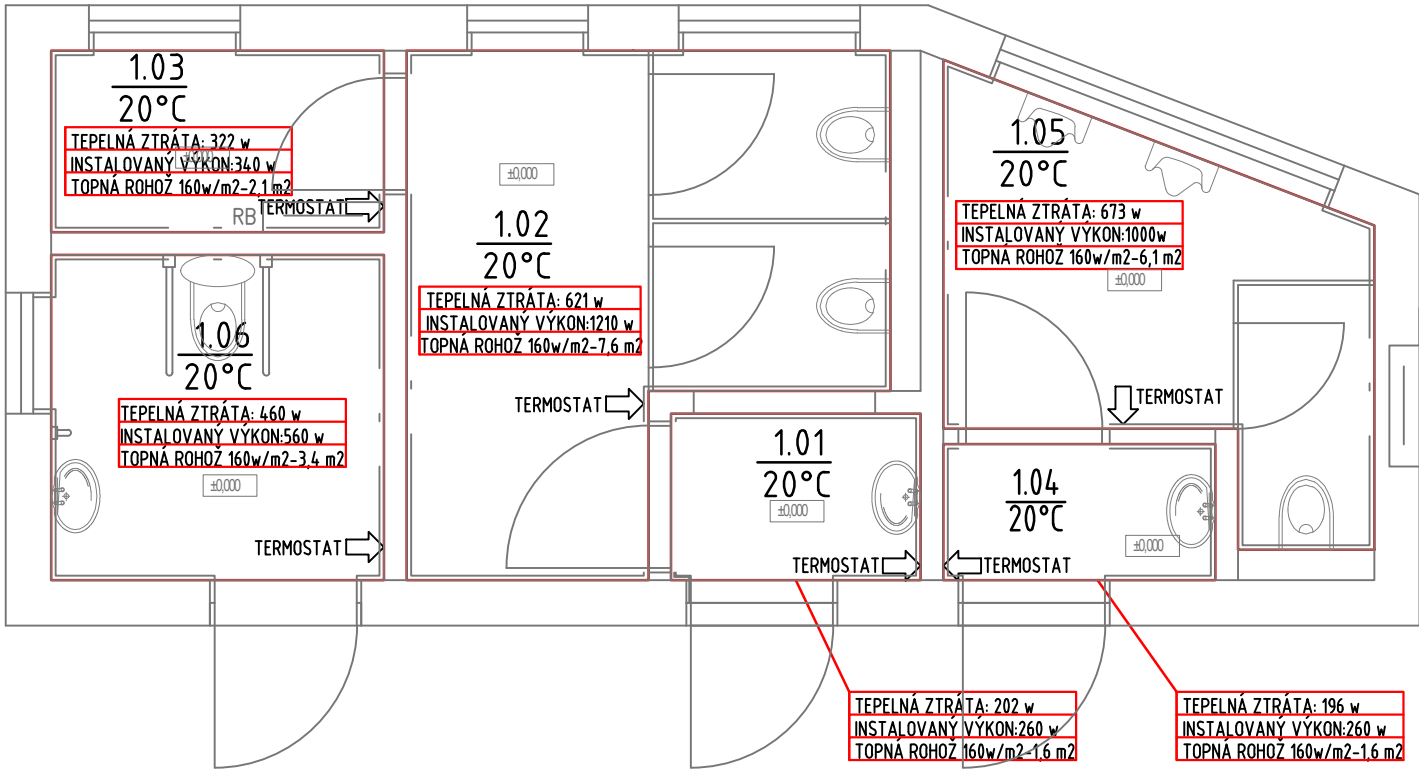 1.03
20°C
TEPELNÁ ZTRÁTA: 322 w
INSTALOVANÝ VÝKON:340 w
TOPNÁ ROHOŽ 160w/m2-2,1 m2
±0,000
RB
TERMOSTAT
1.02
20°C
±0,000
TEPELNÁ ZTRÁTA: 621 w
INSTALOVANÝ VÝKON:1210 w
TOPNÁ ROHOŽ 160w/m2-7,6 m2
TERMOSTAT
1.05
20°C
TEPELNÁ ZTRÁTA: 673 w
INSTALOVANÝ VÝKON:1000w
TOPNÁ ROHOŽ 160w/m2-6,1 m2
±0,000
TERMOSTAT
1.06
20°C
TEPELNÁ ZTRÁTA: 460 w
INSTALOVANÝ VÝKON:560 w
TOPNÁ ROHOŽ 160w/m2-3,4 m2
±0,000
TERMOSTAT
1.01
20°C
±0,000
TERMOSTAT
1.04
20°C
±0,000
TERMOSTAT
TEPELNÁ ZTRÁTA: 202 w
INSTALOVANÝ VÝKON:260 w
TOPNÁ ROHOŽ 160w/m2-1,6 m2
TEPELNÁ ZTRÁTA: 196 w
INSTALOVANÝ VÝKON:260 w
TOPNÁ ROHOŽ 160w/m2-1,6 m2